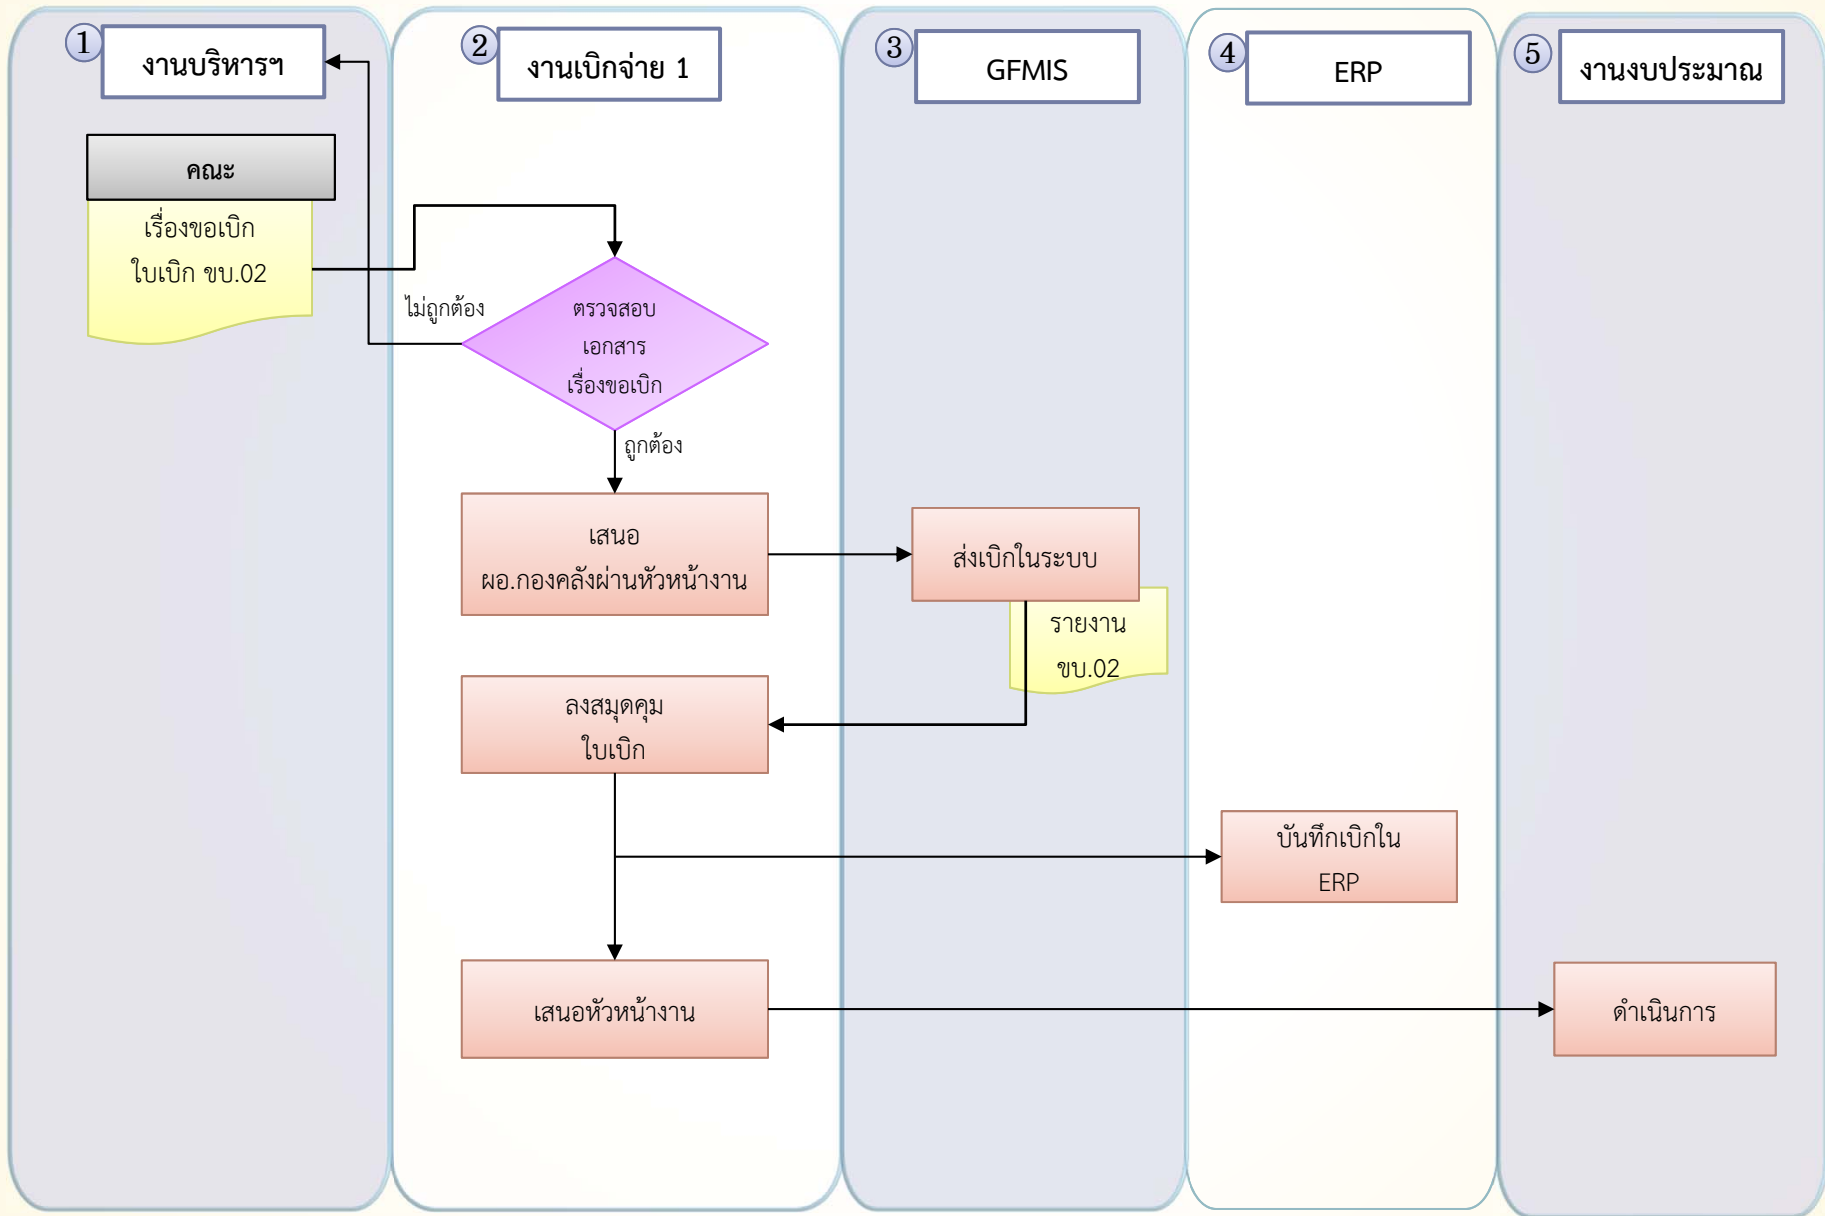 1
งานบริหารฯ
2
งานเบิกจ่าย 1
3
GFMIS
4
ERP
5
งานงบประมาณ
คณะ
เรื่องขอเบิก
ใบเบิก ขบ.02
ไม่ถูกต้อง
ตรวจสอบ
เอกสาร
เรื่องขอเบิก
ถูกต้อง
เสนอ
ผอ.กองคลังผ่านหัวหน้างาน
ส่งเบิกในระบบ
รายงาน
ขบ.02
ลงสมุดคุม
ใบเบิก
บันทึกเบิกใน
ERP
เสนอหัวหน้างาน
ดำเนินการ